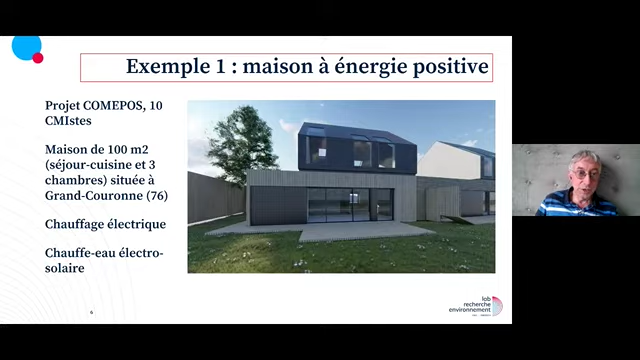 Exemple 1 : maison à énergie positive
Projet COMEPOS, 10
CMIstes
Maison de 100 m2
(séjour-cuisine et 3
chambres) située à
Grand-Couronne (76)
Chauffage électrique
Chauffe-eau électro-
solaire
6
lab
recherche
environnement